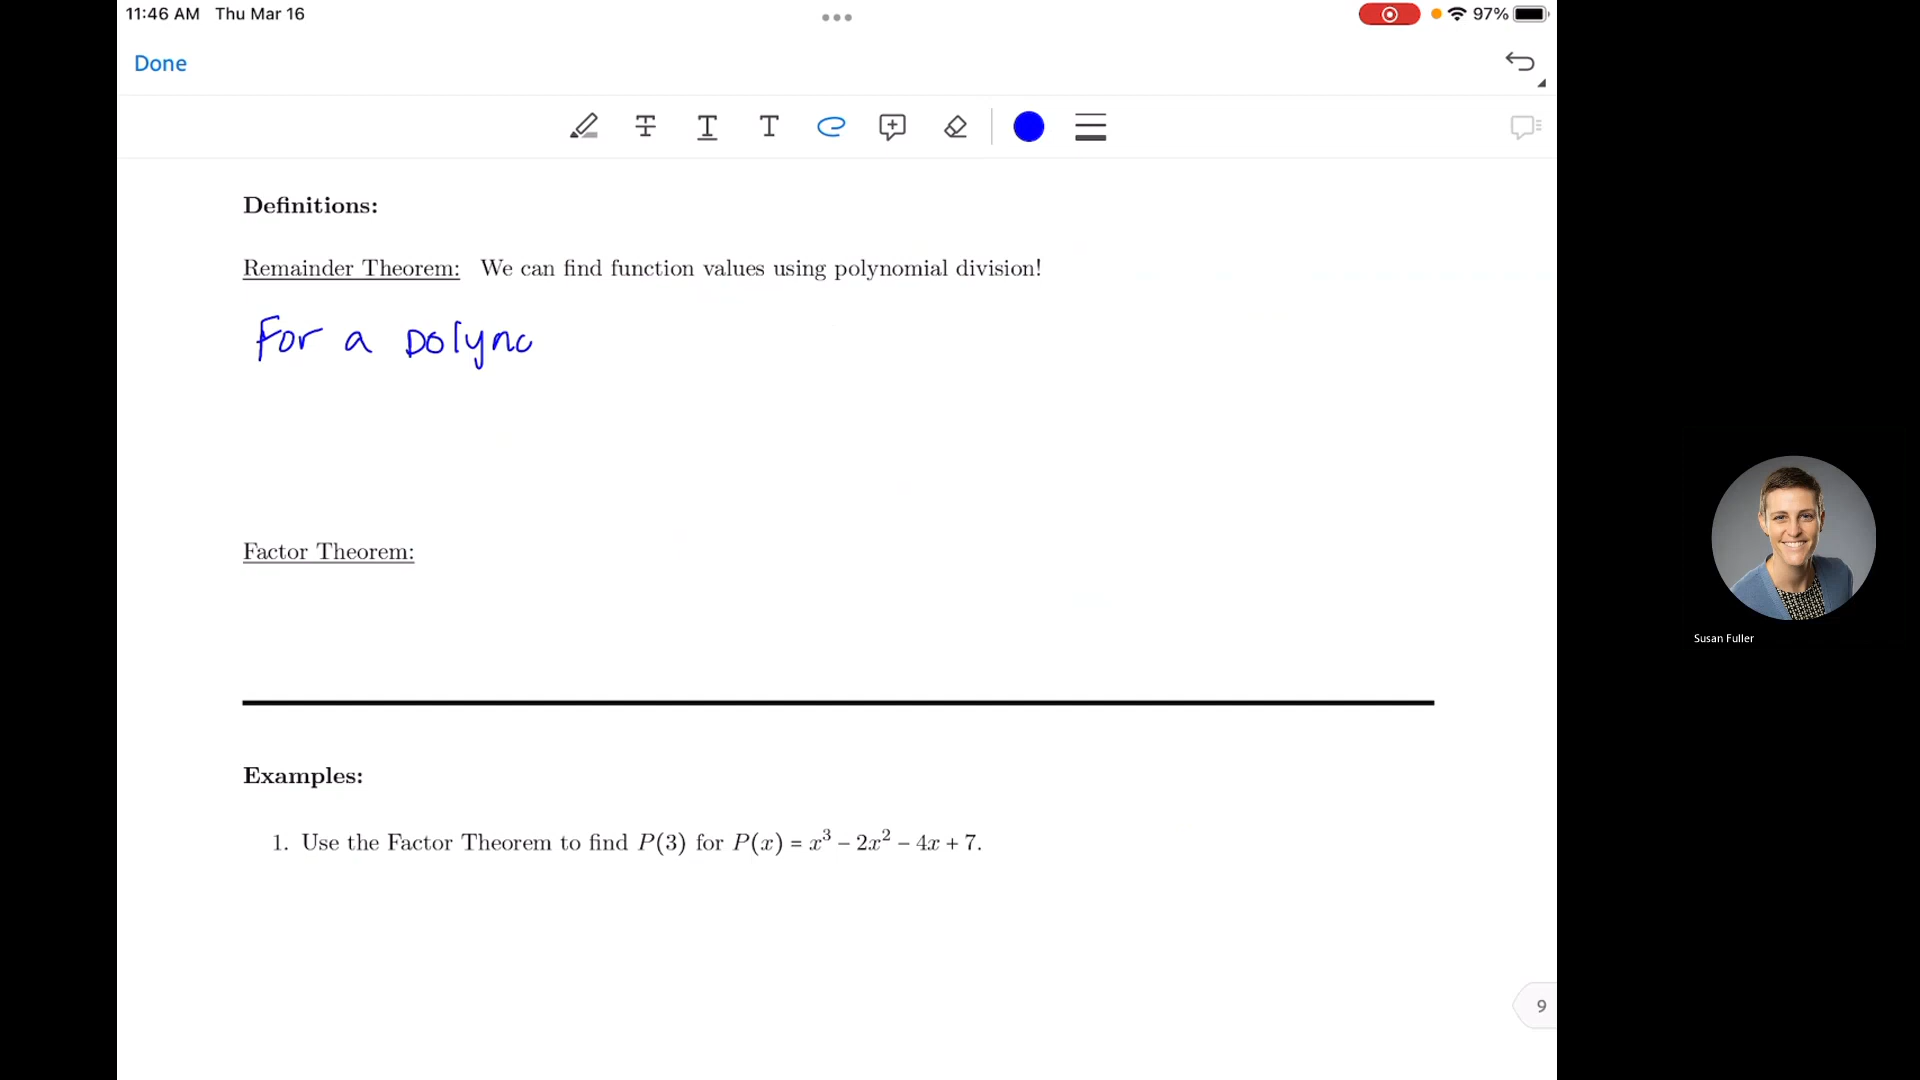 11:46 AM Thu Mar 16
97%
Done
Definitions:
Remainder Theorem: We can find function values using polynomial division!
For a polyno
Factor Theorem:
Susan Fuller
Examples:
1. Use the Factor Theorem to find P(3) for P(x) = x³ − 2x² − 4x + 7.
9